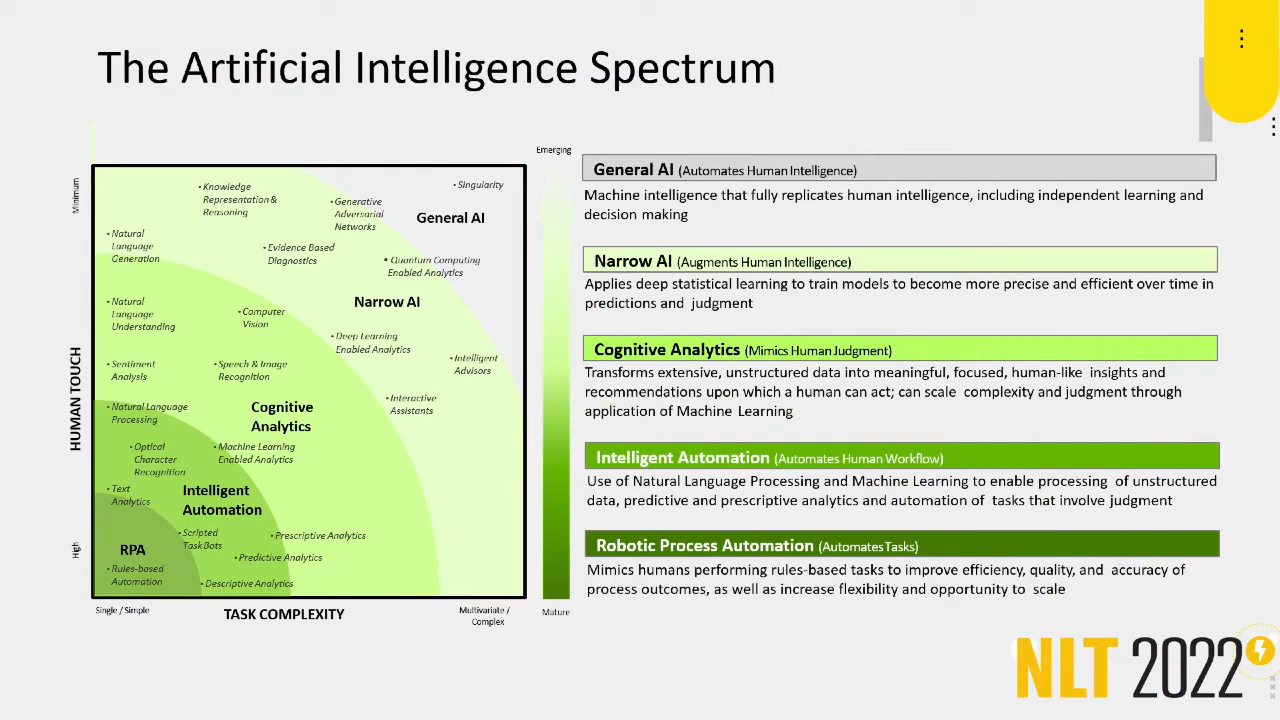 The Artificial Intelligence Spectrum
Emerging
Minimum
HUMAN TOUCH
High
• Knowledge
Representation &
Reasoning
• Generative
Adversarial
Networks
• Singularity
General AI
• Natural
Language
Generation
• Evidence Based
Diagnostics
• Quantum Computing
Enabled Analytics
Narrow AI
• Natural
Language
Understanding
• Computer
Vision
• Deep Learning
Enabled Analytics
• Intelligent
Advisors
• Sentiment
Analysis
• Speech & Image
Recognition
• Interactive
Assistants
• Natural Language
Processing
Cognitive
Analytics
• Optical
Character
Recognition
• Machine Learning
Enabled Analytics
• Text
Analytics
Intelligent
Automation
• Scripted
Task Bots
• Prescriptive Analytics
RPA
• Predictive Analytics
• Rules-based
Automation
• Descriptive Analytics
Single / Simple
TASK COMPLEXITY
Multivariate /
Complex
Mature
General AI (Automates Human Intelligence)
Machine intelligence that fully replicates human intelligence, including independent learning and
decision making
Narrow AI (Augments Human Intelligence)
Applies deep statistical learning to train models to become more precise and efficient over time in
predictions and judgment
Cognitive Analytics (Mimics Human Judgment)
Transforms extensive, unstructured data into meaningful, focused, human-like insights and
recommendations upon which a human can act; can scale complexity and judgment through
application of Machine Learning
Intelligent Automation (Automates Human Workflow)
Use of Natural Language Processing and Machine Learning to enable processing of unstructured
data, predictive and prescriptive analytics and automation of tasks that involve judgment
Robotic Process Automation (Automates Tasks)
Mimics humans performing rules-based tasks to improve efficiency, quality, and accuracy of
process outcomes, as well as increase flexibility and opportunity to scale
NLT 2022